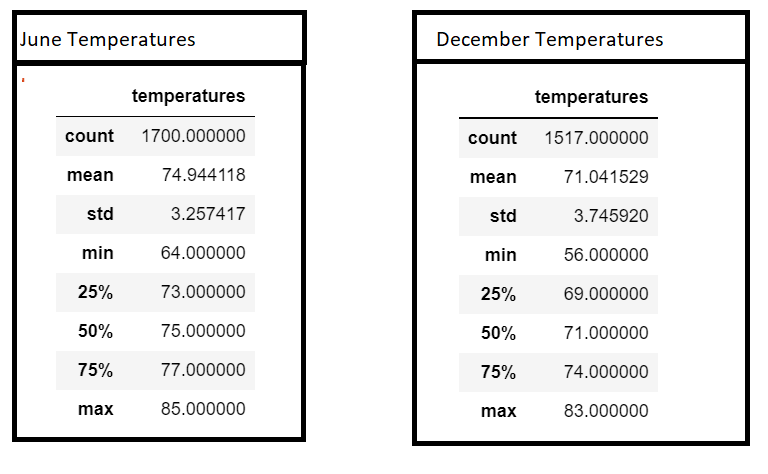 June Temperatures
temperatures
count 1700.000000
mean 74.944118
std 3.257417
min 64.000000
25% 73.000000
50% 75.000000
75% 77.000000
max 85.000000
December Temperatures
temperatures
count 1517.000000
mean 71.041529
std 3.745920
min 56.000000
25% 69.000000
50% 71.000000
75% 74.000000
max 83.000000